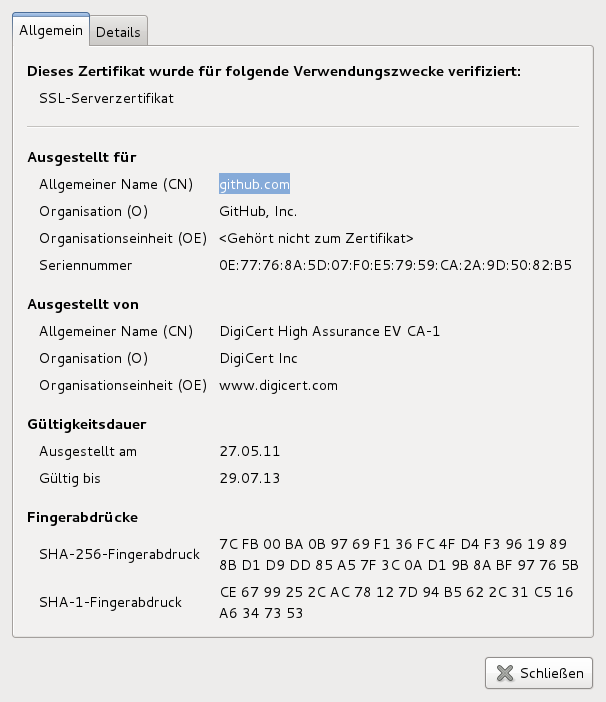 Allgemein
Details
Dieses Zertifikat wurde für folgende Verwendungszwecke verifiziert:
SSL-Serverzertifikat
Ausgestellt für
Allgemeiner Name (CN) github.com
Organisation (O) GitHub, Inc.
Organisationseinheit (OE) <Gehört nicht zum Zertifikat>
Seriennummer 0E:77:76:8A:5D:07:F0:E5:79:59:CA:2A:9D:50:82:B5
Ausgestellt von
Allgemeiner Name (CN) DigiCert High Assurance EV CA-1
Organisation (O) DigiCert Inc
Organisationseinheit (OE) www.digicert.com
Gültigkeitsdauer
Ausgestellt am 27.05.11
Gültig bis 29.07.13
Fingerabdrücke
SHA-256-Fingerabdruck 7C FB 00 BA 0B 97 69 F1 36 FC 4F D4 F3 96 19 89
8B D1 D9 DD 85 A5 7F 3C 0A D1 9B 8A BF 97 76 5B
SHA-1-Fingerabdruck CE 67 99 25 2C AC 78 12 7D 94 B5 62 2C 31 C5 16
A6 34 73 53
Schließen